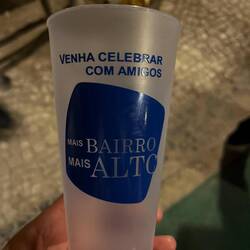 VENHA CELEBRAR
COM AMIGOS
MAIS BAIRRO
MAIS ALTO